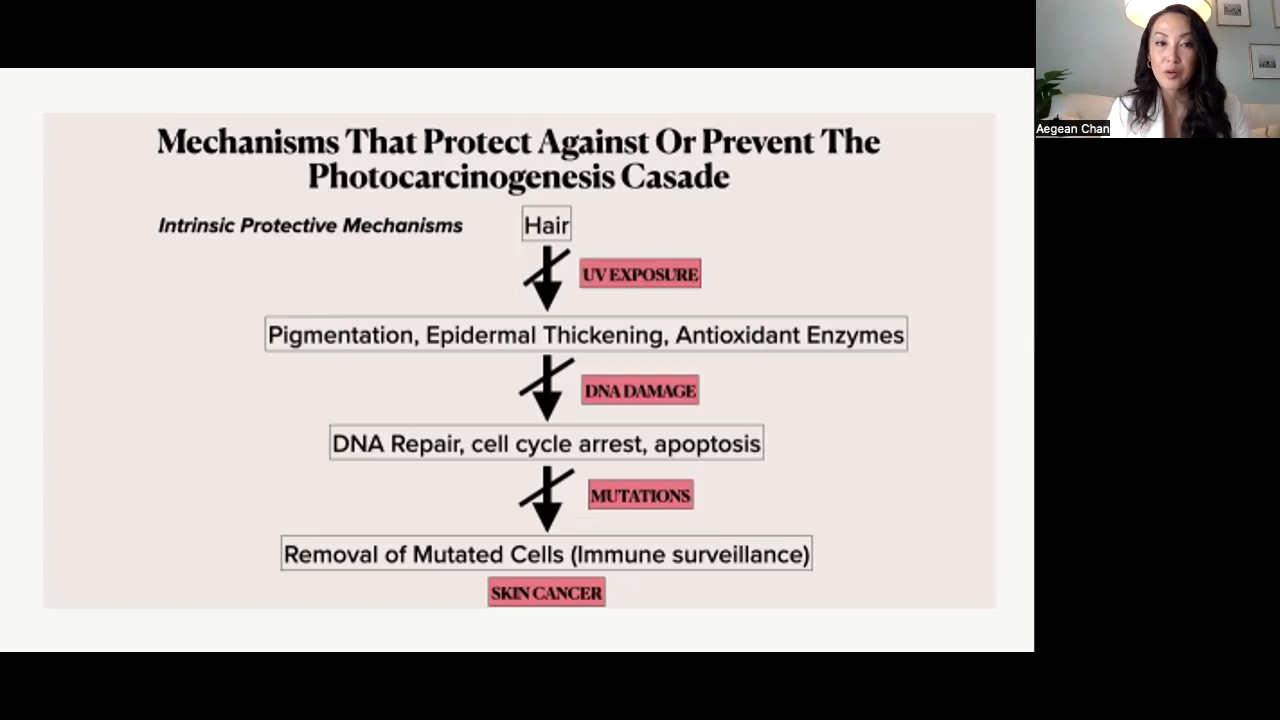 Mechanisms That Protect Against Or Prevent The
Photocarcinogenesis Casade
Intrinsic Protective Mechanisms
Hair
UV EXPOSURE
Pigmentation, Epidermal Thickening, Antioxidant Enzymes
DNA DAMAGE
DNA Repair, cell cycle arrest, apoptosis
MUTATIONS
Removal of Mutated Cells (Immune surveillance)
SKIN CANCER
Aegean Chan